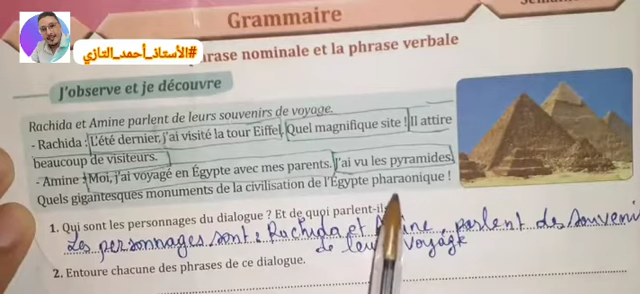 Semaine
Grammaire
#الأستاذ_أحمد_التازي
phrase nominale et la phrase verbale
J'observe et je découvre
Rachida et Amine parlent de leurs souvenirs de voyage.
- Rachida : L'été dernier, j'ai visité la tour Eiffel. Quel magnifique site ! Il attire
beaucoup de visiteurs.
- Amine : Moi, j'ai voyagé en Égypte avec mes parents. J'ai vu les pyramides.
Quels gigantesques monuments de la civilisation de l'Égypte pharaonique !
1. Qui sont les personnages du dialogue ? Et de quoi parlent-il
Les personnages sont : Rachida et Amine, parlent des souveni
de leur voyage
2. Entoure chacune des phrases de ce dialogue.